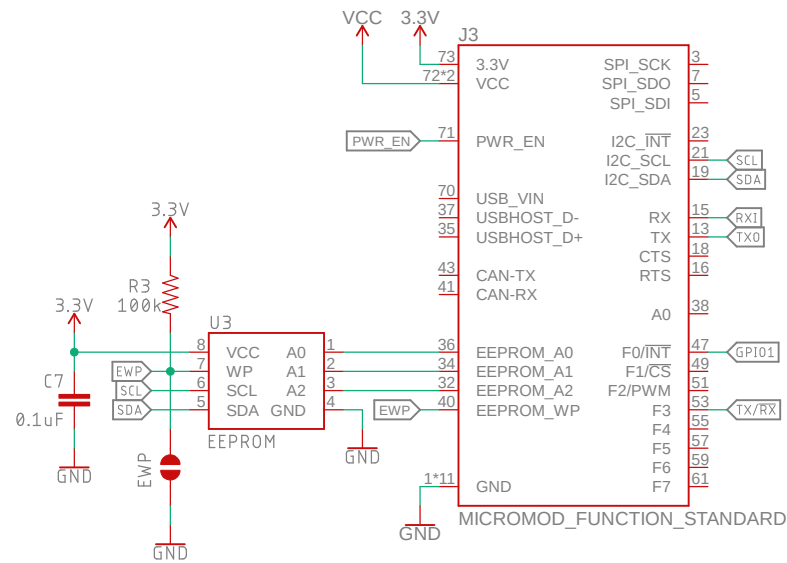 VCC 3.3V
J3
73 3.3V SPI_SCK 3
72*2 VCC SPI_SDO 7
SPI_SDI 5
PWR_EN 71 PWR_EN I2C_INT 23
I2C_SCL 21 SCL
I2C_SDA 19 SDA
70 USB_VIN
37 USBHOST_D- RX 15 RXI
35 USBHOST_D+ TX 13 TXO
CTS 18
43 CAN-TX RTS 16
41 CAN-RX
A0 38
36 EEPROM_A0 F0/INT 47 GPIO1
34 EEPROM_A1 F1/CS 49
32 EEPROM_A2 F2/PWM 51
EWP 40 EEPROM_WP F3 53 TX/RX
F4 55
F5 57
F6 59
1*11 GND F7 61
GND
MICROMOD_FUNCTION_STANDARD
3.3V
R3
100k
3.3V
U3
8 VCC A0 1
EWP 7 WP A1 2
SCL 6 SCL A2 3
SDA 5 SDA GND 4
EEPROM
GND
C7
0.1uF
GND
EWP
GND